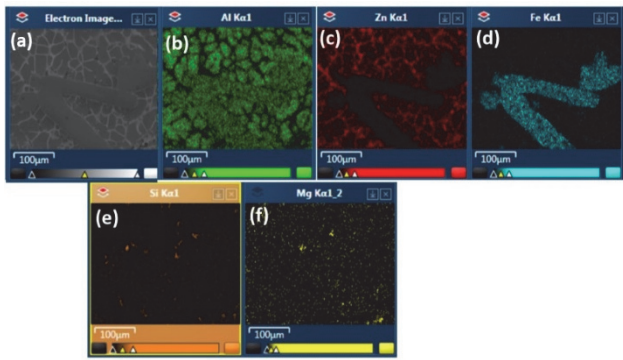 Electron Image...
(a)
100µm
Al Kα1
(b)
100µm
Zn Kα1
(c)
100µm
Fe Kα1
(d)
100µm
Si Kα1
(e)
100µm
Mg Kα1_2
(f)
100µm